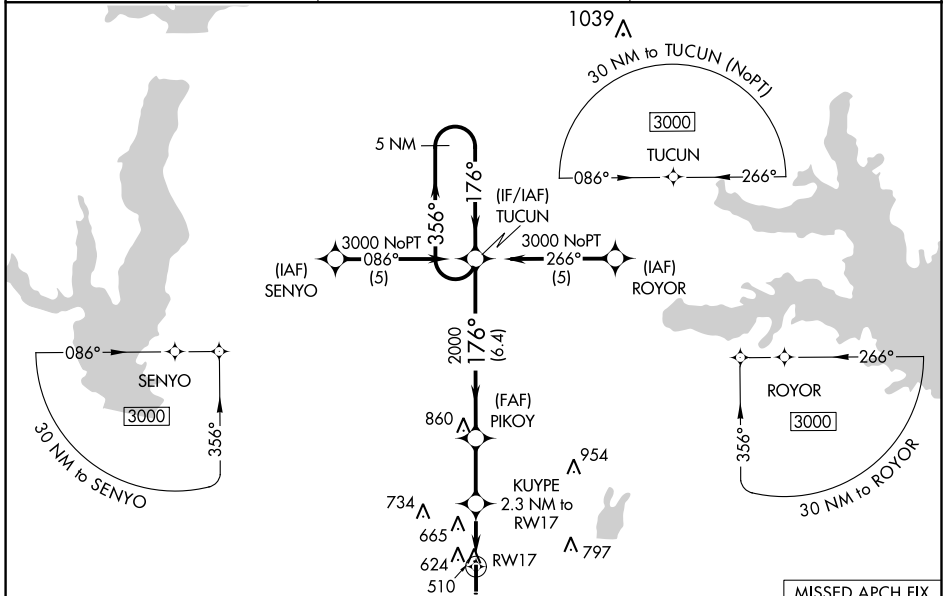 1039
30 NM to TUCUN (NoPT)
3000
TUCUN
086°
266°
5 NM
356°
176°
(IF/IAF)
TUCUN
3000 NoPT
086°
(5)
3000 NoPT
266°
(5)
(IAF)
SENYO
(IAF)
ROYOR
2000
176°
(6.4)
086°
SENYO
3000
356°
30 NM to SENYO
266°
ROYOR
3000
356°
30 NM to ROYOR
(FAF)
PIKOY
860
954
KUYPE
2.3 NM to
RW17
734
665
797
624
RW17
510
MISSED APCH FIX